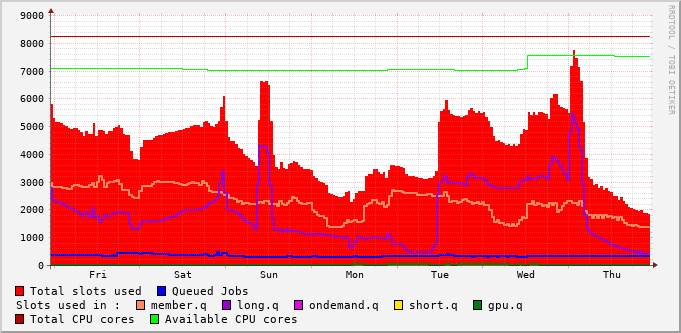 9000
8000
7000
6000
5000
4000
3000
2000
1000
0
Fri Sat Sun Mon Tue Wed Thu
Total slots used Queued Jobs
Slots used in : member.q long.q ondemand.q short.q gpu.q
Total CPU cores Available CPU cores
RRDTOOL / TOBI OETIKER